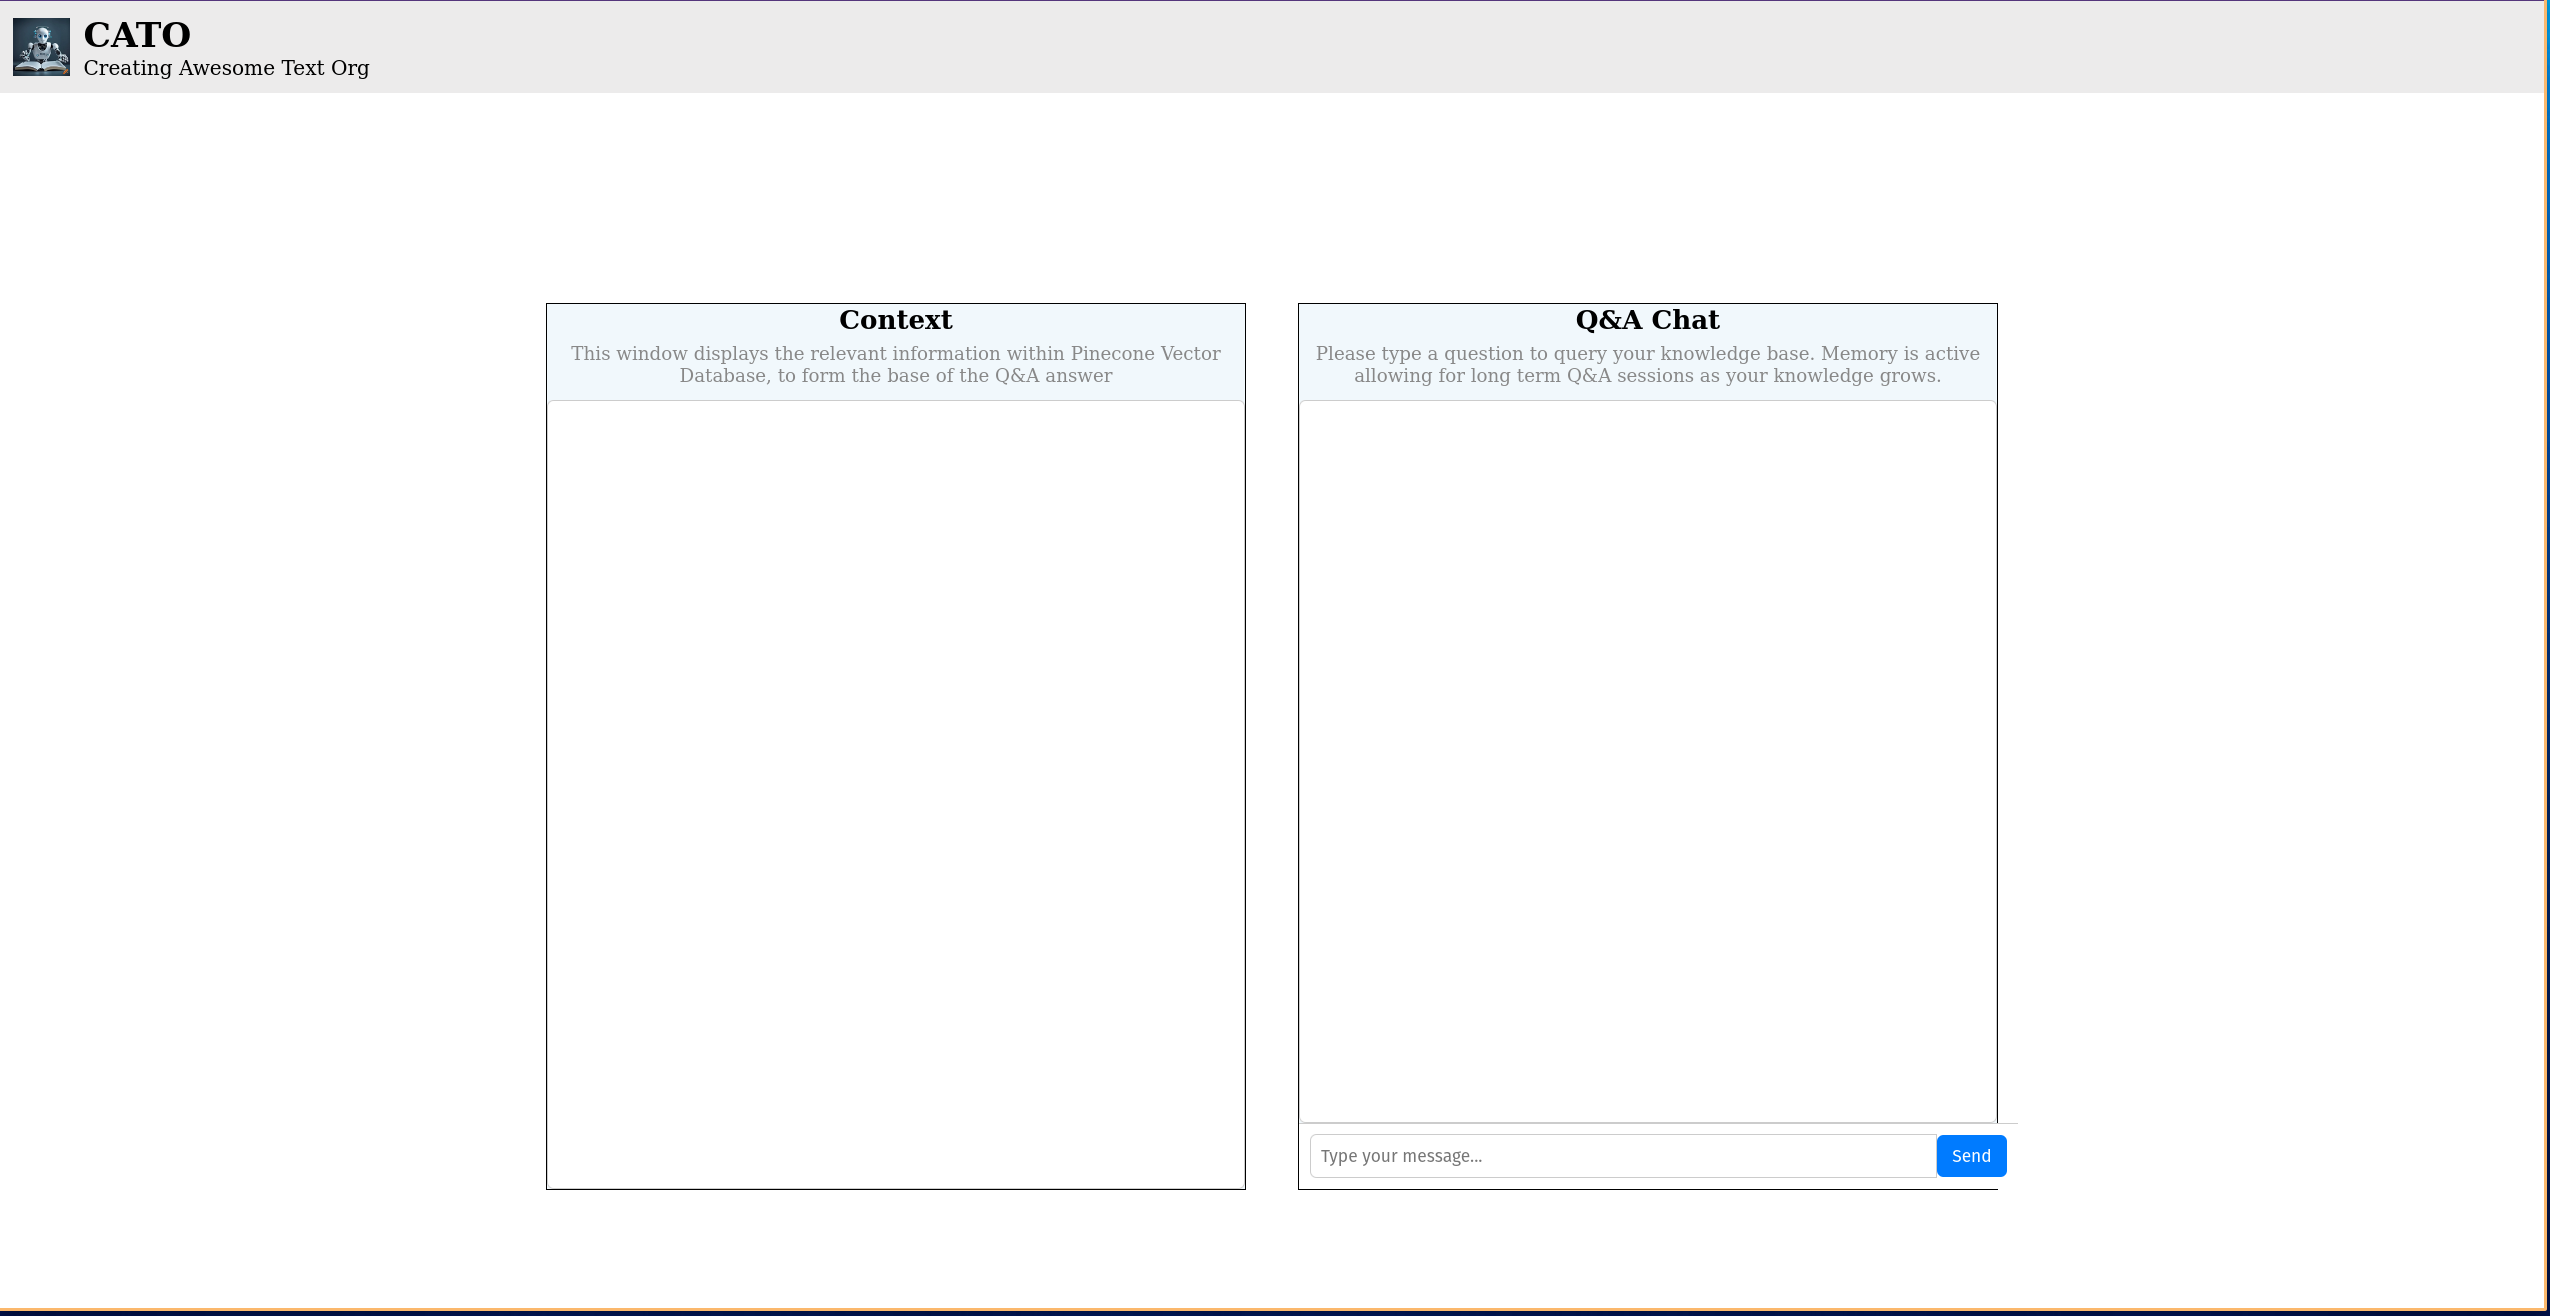 CATO
Creating Awesome Text Org
Context
This window displays the relevant information within Pinecone Vector
Database, to form the base of the Q&A answer
Q&A Chat
Please type a question to query your knowledge base. Memory is active
allowing for long term Q&A sessions as your knowledge grows.
Type your message...
Send